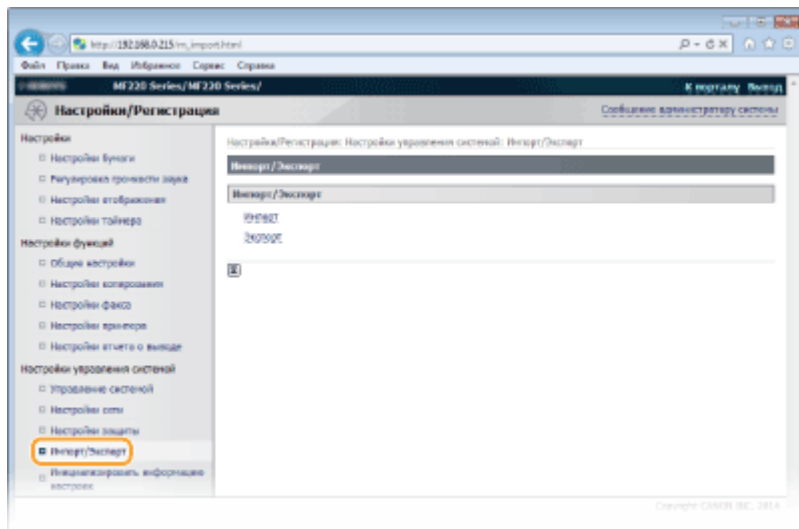 http://192.168.0.215/m_import.html
Файл Правка Вид Избранное Сервис Справка
MF220 Series/MF220 Series/
К порталу Выход
Настройки/Регистрация
Сообщение администратору системы
Настройки
Настройки бумаги
Регулировка громкости звука
Настройки отображения
Настройки таймера
Настройки функций
Общие настройки
Настройки копирования
Настройки факса
Настройки принтера
Настройки отчета о выводе
Настройки управления системой
Управление системой
Настройки сети
Настройки защиты
Импорт/Экспорт
Инициализировать информацию
настроек
Настройки/Регистрация: Настройки управления системой: Импорт/Экспорт
Импорт/Экспорт
Импорт/Экспорт
Импорт
Экспорт
Copyright CANON INC. 2014